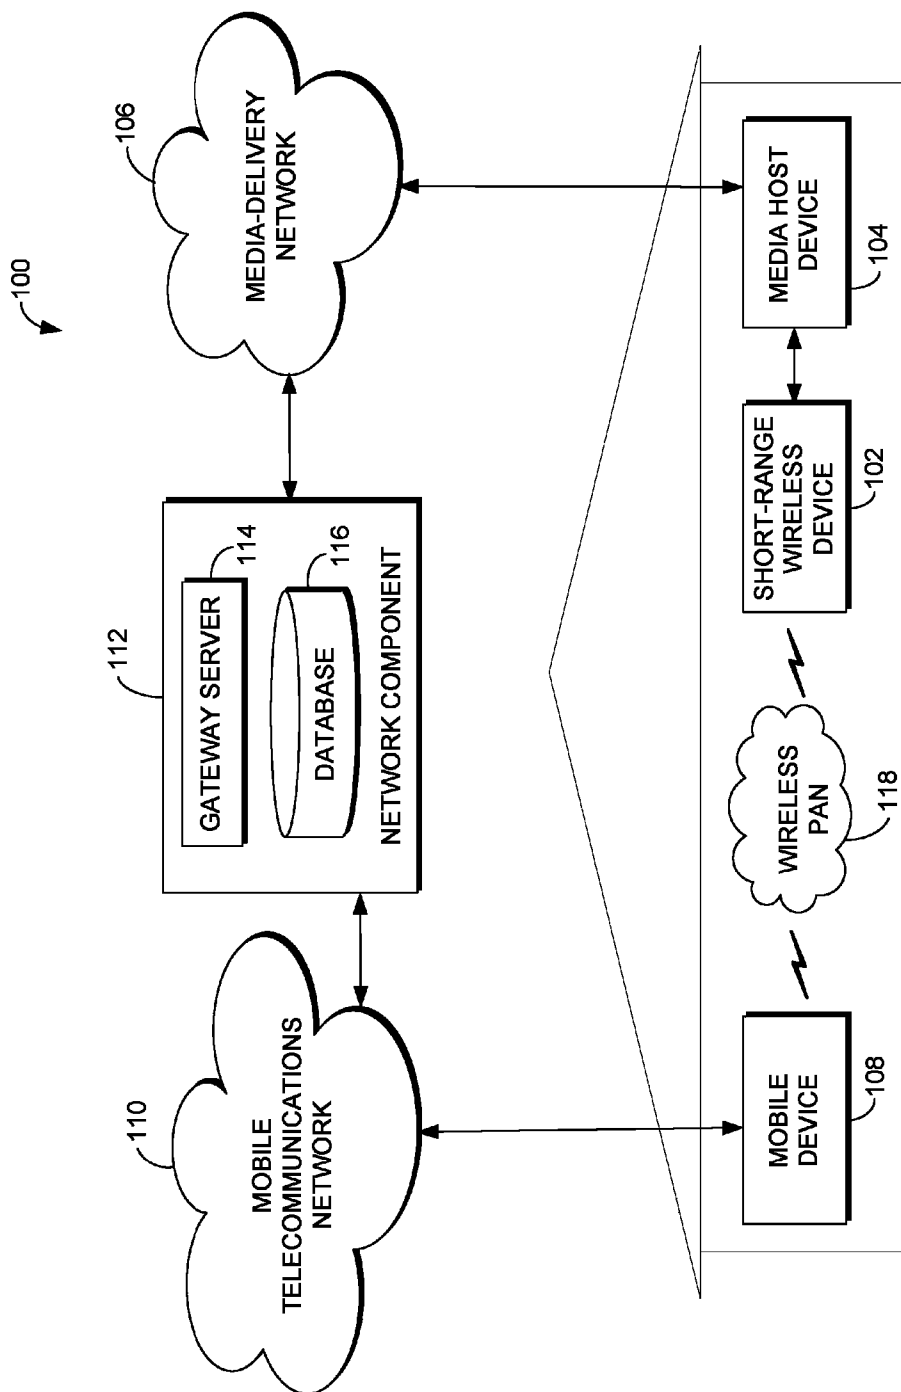 100
110
MOBILE
TELECOMMUNICATIONS
NETWORK
112
GATEWAY SERVER
114
DATABASE
116
NETWORK COMPONENT
106
MEDIA-DELIVERY
NETWORK
MOBILE
DEVICE
108
WIRELESS
PAN
118
SHORT-RANGE
WIRELESS
DEVICE
102
MEDIA HOST
DEVICE
104